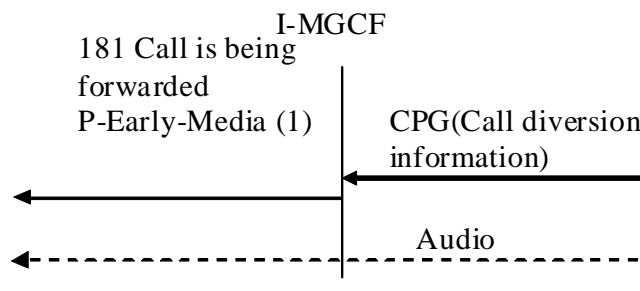 I-MGCF
181 Call is being
forwarded
P-Early-Media (1)
CPG(Call diversion
information)
Audio